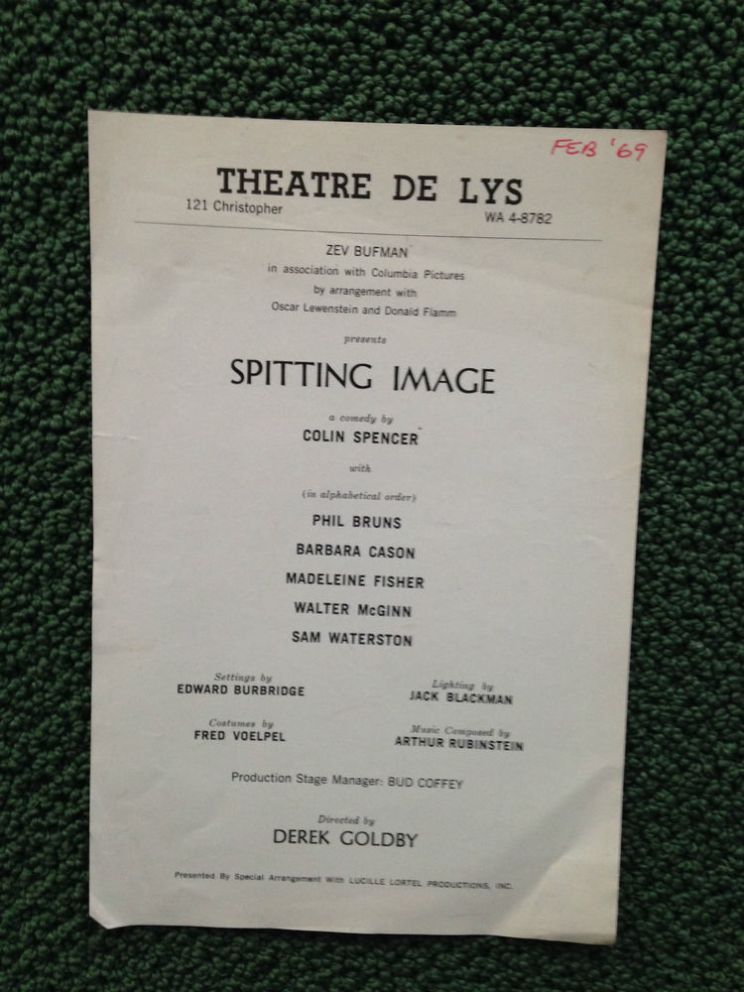 FEB '69
THEATRE DE LYS
121 Christopher
WA 4-8782
ZEV BUFMAN
in association with Columbia Pictures
by arrangement with
Oscar Lewenstein and Donald Flamm
presents
SPITTING IMAGE
a comedy by
COLIN SPENCER
with
(in alphabetical order)
PHIL BRUNS
BARBARA CASON
MADELEINE FISHER
WALTER McGINN
SAM WATERSTON
Settings by
EDWARD BURBRIDGE
Lighting by
JACK BLACKMAN
Costumes by
FRED VOELPEL
Music Composed by
ARTHUR RUBINSTEIN
Production Stage Manager: BUD COFFEY
Directed by
DEREK GOLDBY
Presented By Special Arrangement With LUCILLE LORTEL PRODUCTIONS, INC.